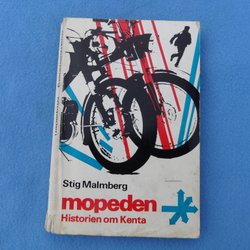 Stig Malmberg
mopeden
Historien om Kenta